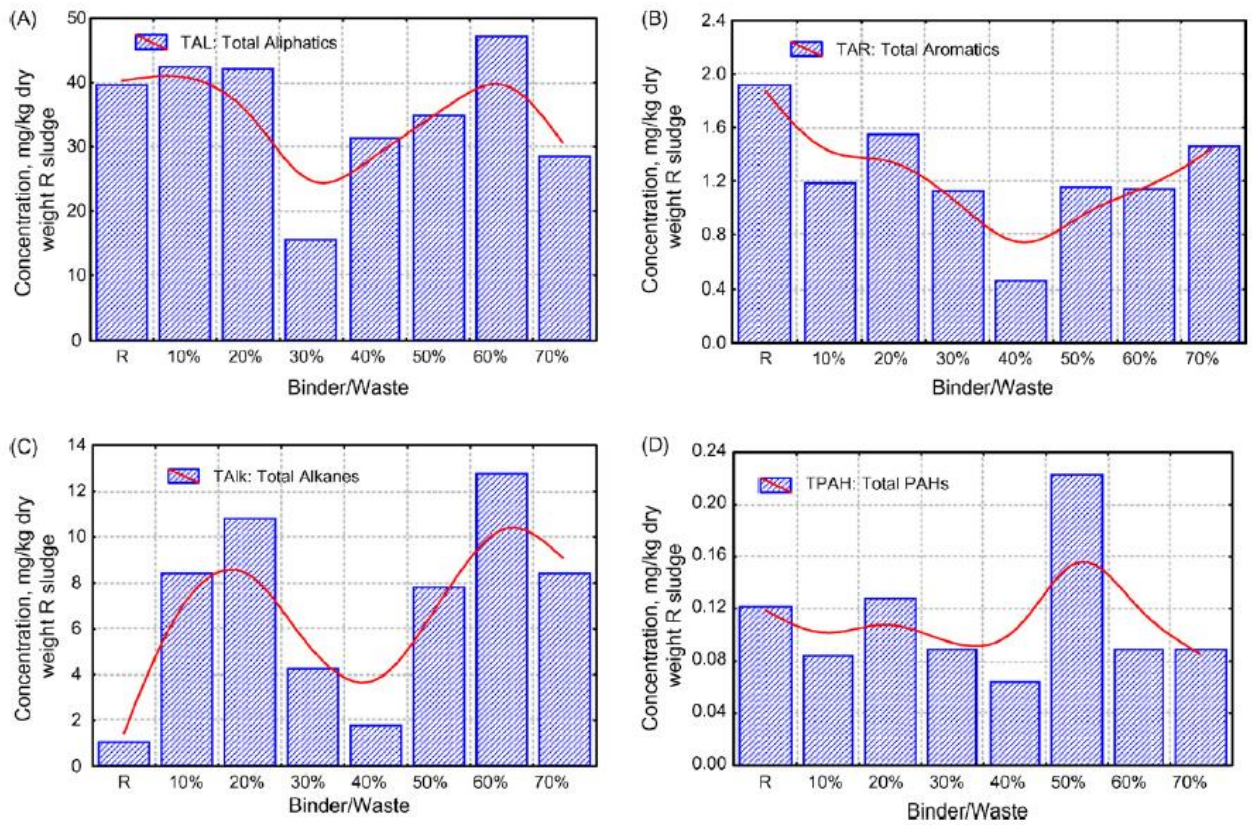 (A)
TAL: Total Aliphatics
Concentration, mg/kg dry
weight R sludge
50
40
30
20
10
0
R 10% 20% 30% 40% 50% 60% 70%
Binder/Waste
(B)
TAR: Total Aromatics
Concentration, mg/kg dry
weight R sludge
2.4
2.0
1.6
1.2
0.8
0.4
0.0
R 10% 20% 30% 40% 50% 60% 70%
Binder/Waste
(C)
TAlk: Total Alkanes
Concentration, mg/kg dry
weight R sludge
14
12
10
8
6
4
2
0
R 10% 20% 30% 40% 50% 60% 70%
Binder/Waste
(D)
TPAH: Total PAHs
Concentration, mg/kg dry
weight R sludge
0.24
0.20
0.16
0.12
0.08
0.04
0.00
R 10% 20% 30% 40% 50% 60% 70%
Binder/Waste